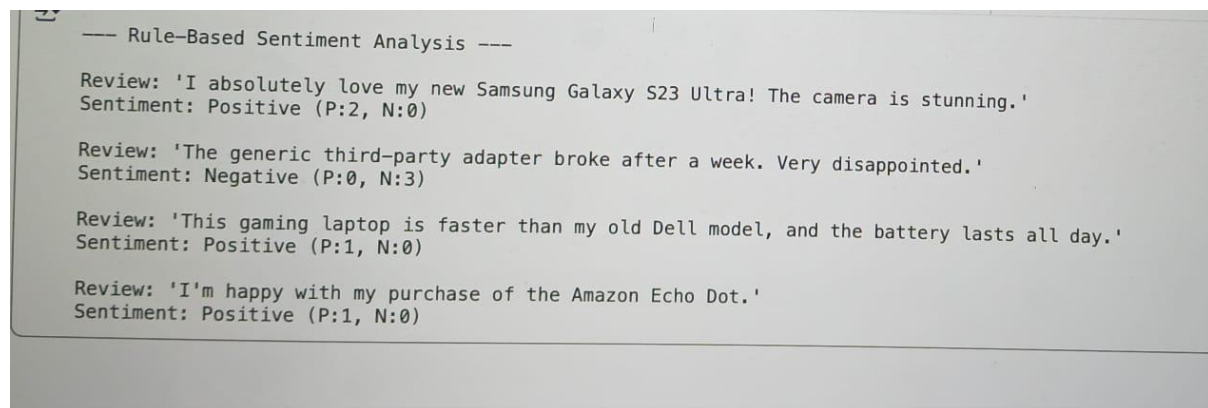 --- Rule-Based Sentiment Analysis ---
Review: 'I absolutely love my new Samsung Galaxy S23 Ultra! The camera is stunning.'
Sentiment: Positive (P:2, N:0)
Review: 'The generic third-party adapter broke after a week. Very disappointed.'
Sentiment: Negative (P:0, N:3)
Review: 'This gaming laptop is faster than my old Dell model, and the battery lasts all day.'
Sentiment: Positive (P:1, N:0)
Review: 'I'm happy with my purchase of the Amazon Echo Dot.'
Sentiment: Positive (P:1, N:0)